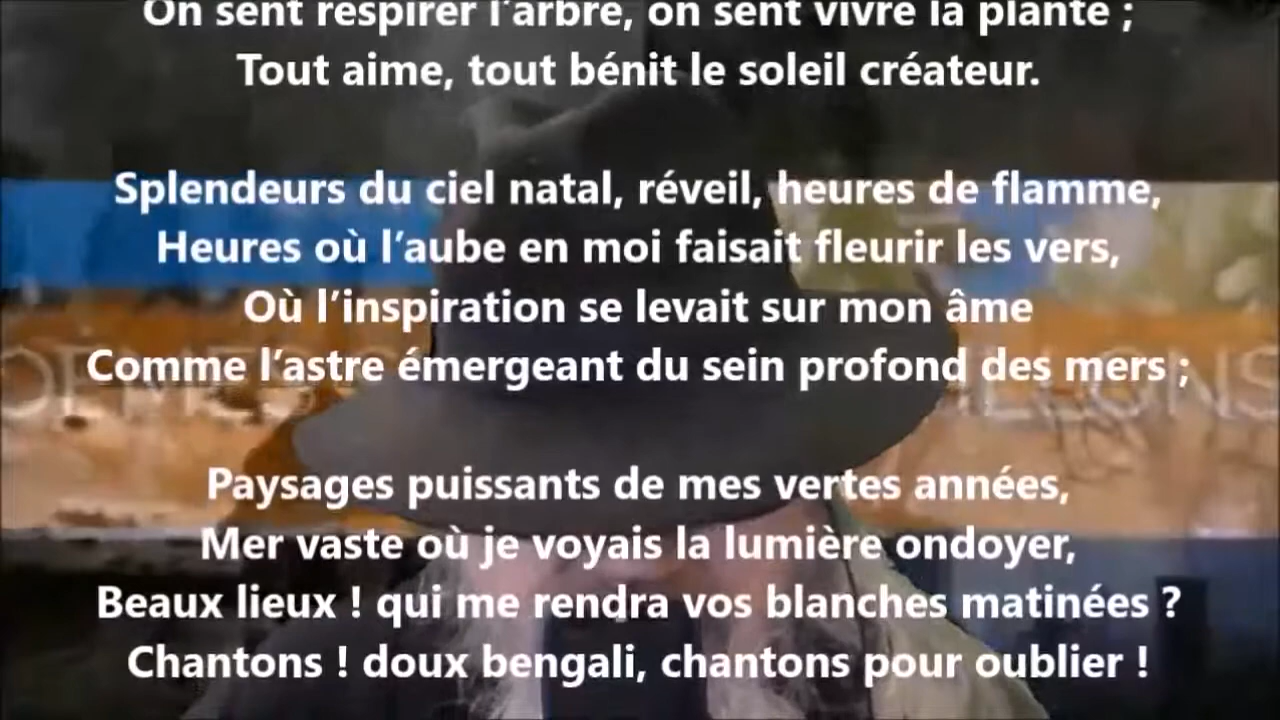 On sent respirer l’arbre, on sent vivre la plante ;
Tout aime, tout bénit le soleil créateur.
Splendeurs du ciel natal, réveil, heures de flamme,
Heures où l’aube en moi faisait fleurir les vers,
Où l’inspiration se levait sur mon âme
Comme l’astre émergeant du sein profond des mers ;
Paysages puissants de mes vertes années,
Mer vaste où je voyais la lumière ondoyer,
Beaux lieux ! qui me rendra vos blanches matinées ?
Chantons ! doux bengali, chantons pour oublier !